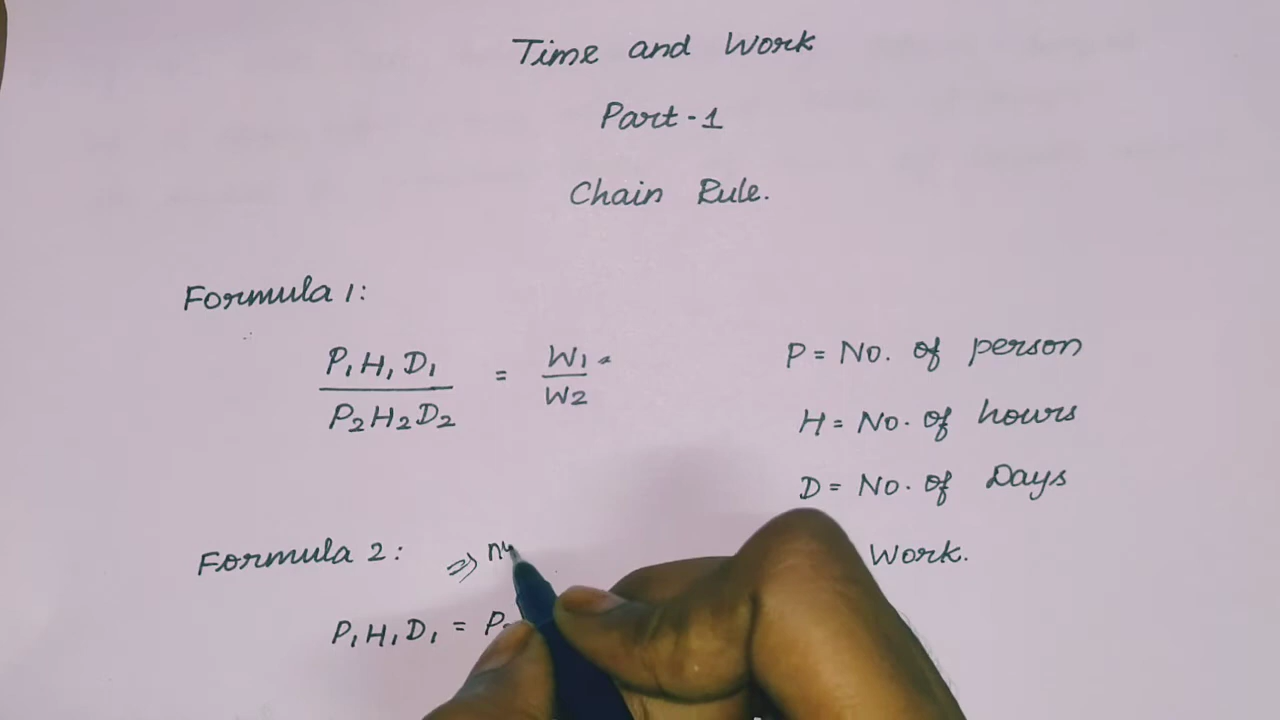 Time and Work
Part-1
Chain Rule.
Formula 1:
P₁H₁D₁ / P₂H₂D₂ = W₁ / W₂
P = No. of person
H = No. of hours
D = No. of Days
Work.
Formula 2: ⇒
P₁H₁D₁ = P